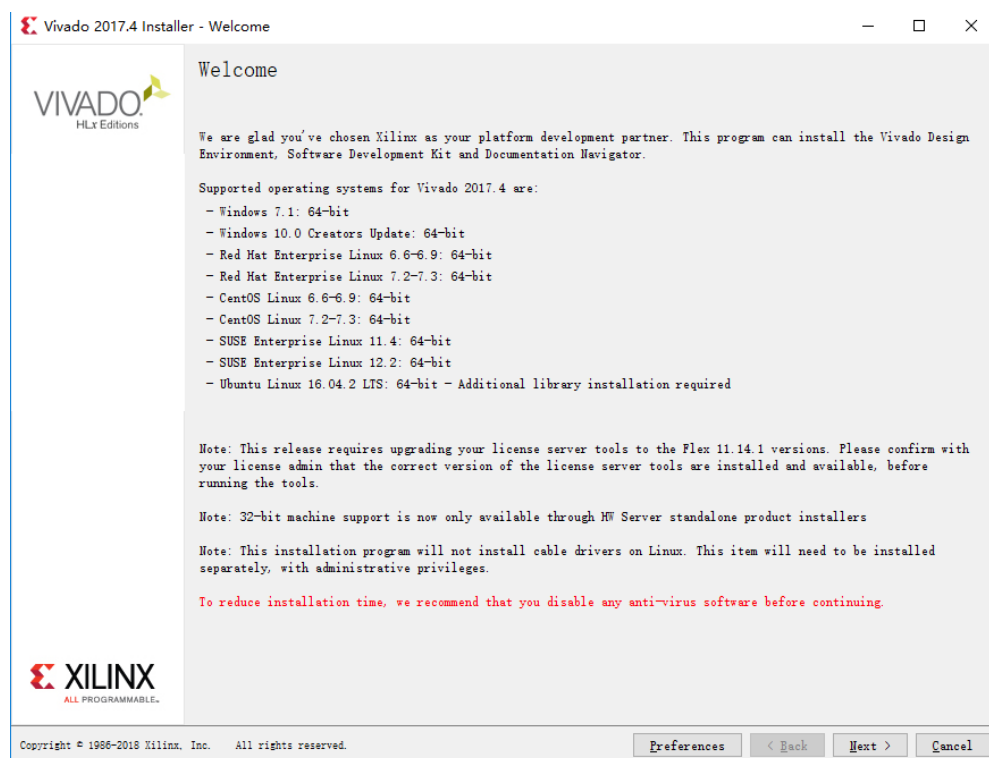 Vivado 2017.4 Installer - Welcome
VIVADO.
HLx Editions
Welcome
We are glad you've chosen Xilinx as your platform development partner. This program can install the Vivado Design
Environment, Software Development Kit and Documentation Navigator.
Supported operating systems for Vivado 2017.4 are:
- Windows 7.1: 64-bit
- Windows 10.0 Creators Update: 64-bit
- Red Hat Enterprise Linux 6.6-6.9: 64-bit
- Red Hat Enterprise Linux 7.2-7.3: 64-bit
- CentOS Linux 6.6-6.9: 64-bit
- CentOS Linux 7.2-7.3: 64-bit
- SUSE Enterprise Linux 11.4: 64-bit
- SUSE Enterprise Linux 12.2: 64-bit
- Ubuntu Linux 16.04.2 LTS: 64-bit - Additional library installation required
Note: This release requires upgrading your license server tools to the Flex 11.14.1 versions. Please confirm with
your license admin that the correct version of the license server tools are installed and available, before
running the tools.
Note: 32-bit machine support is now only available through HW Server standalone product installers
Note: This installation program will not install cable drivers on Linux. This item will need to be installed
separately, with administrative privileges.
To reduce installation time, we recommend that you disable any anti-virus software before continuing.
XILINX
ALL PROGRAMMABLE™
Copyright © 1986-2018 Xilinx, Inc. All rights reserved.
Preferences
< Back
Next >
Cancel